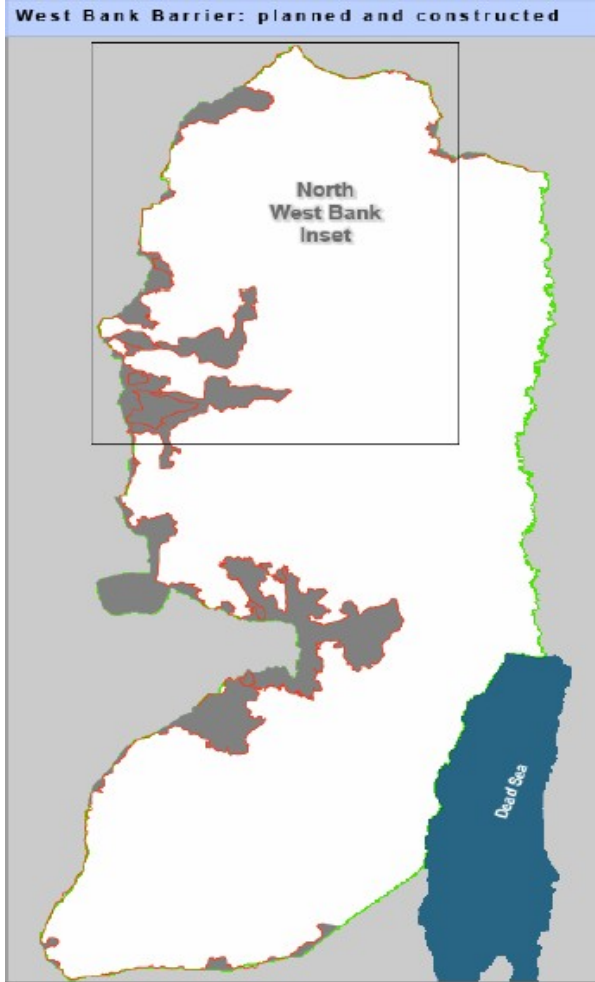 West Bank Barrier: planned and constructed
North
West Bank
Inset
Dead Sea